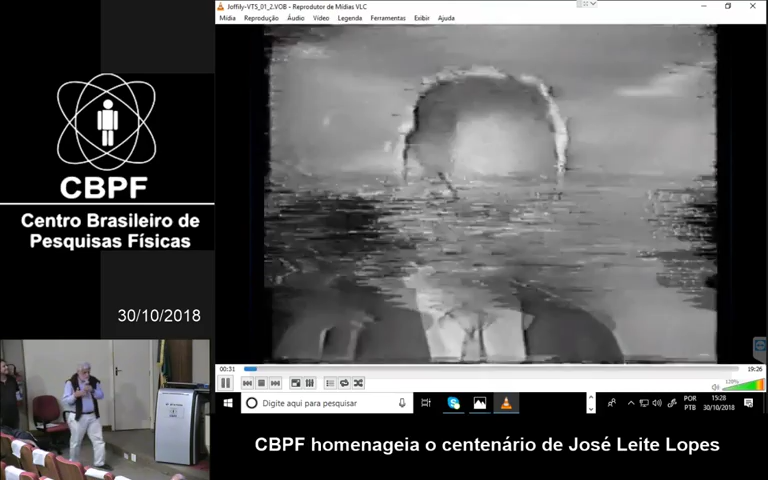 Joffily-VTS_01_2.VOB - Reprodutor de Mídias VLC
Mídia Reprodução Áudio Vídeo Legenda Ferramentas Exibir Ajuda
CBPF
Centro Brasileiro de
Pesquisas Físicas
30/10/2018
00:31
19:26
120%
Digite aqui para pesquisar
POR
PTB
15:28
30/10/2018
CBPF homenageia o centenário de José Leite Lopes